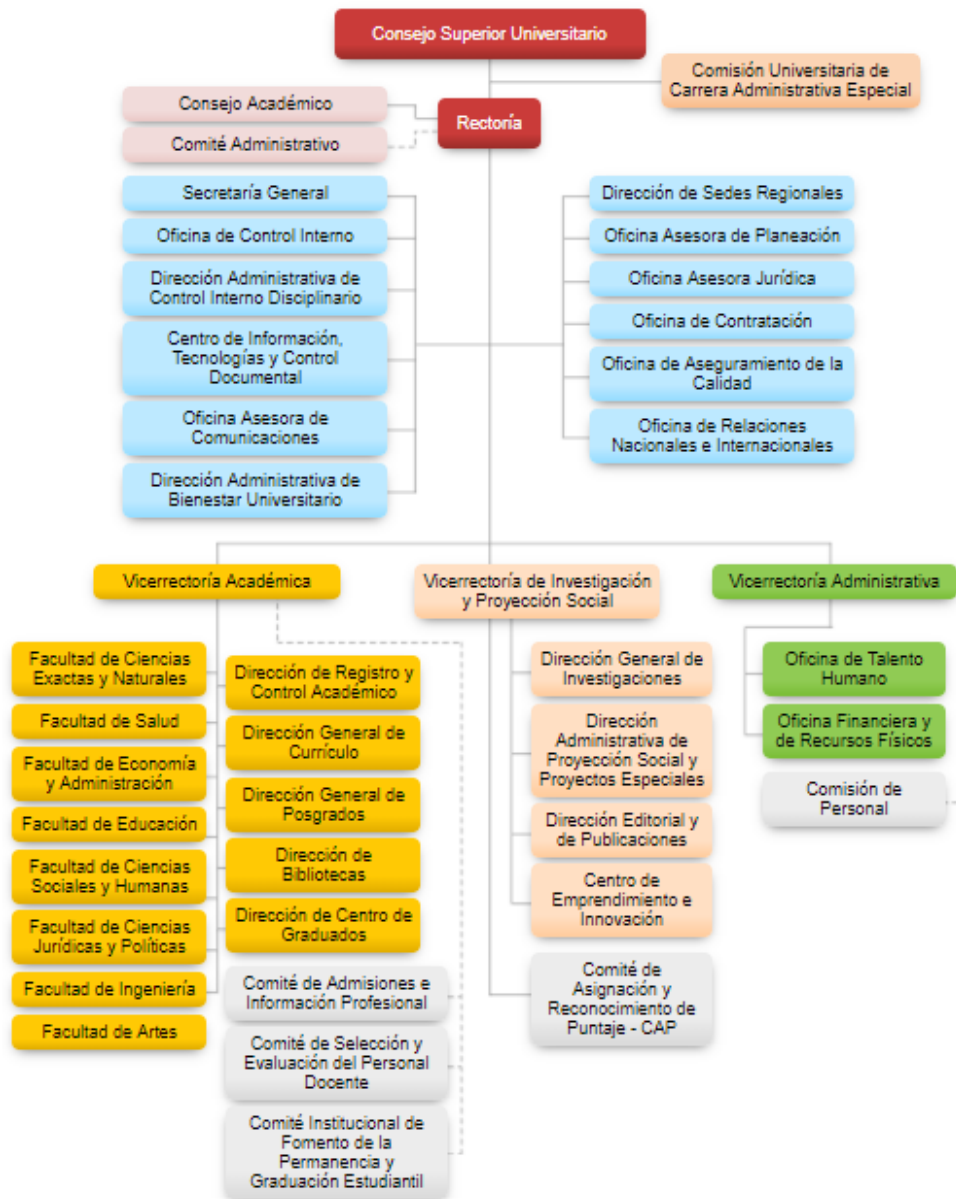 Consejo Superior Universitario
Comisión Universitaria de
Carrera Administrativa Especial
Consejo Académico
Rectoría
Comité Administrativo
Secretaría General
Oficina de Control Interno
Dirección Administrativa de
Control Interno Disciplinario
Centro de Información,
Tecnologías y Control
Documental
Oficina Asesora de
Comunicaciones
Dirección Administrativa de
Bienestar Universitario
Dirección de Sedes Regionales
Oficina Asesora de Planeación
Oficina Asesora Jurídica
Oficina de Contratación
Oficina de Aseguramiento de la
Calidad
Oficina de Relaciones
Nacionales e Internacionales
Vicerrectoría Académica
Facultad de Ciencias
Exactas y Naturales
Facultad de Salud
Facultad de Economía
y Administración
Facultad de Educación
Facultad de Ciencias
Sociales y Humanas
Facultad de Ciencias
Jurídicas y Políticas
Facultad de Ingeniería
Facultad de Artes
Dirección de Registro y
Control Académico
Dirección General de
Currículo
Dirección General de
Posgrados
Dirección de
Bibliotecas
Dirección de Centro de
Graduados
Comité de Admisiones e
Información Profesional
Comité de Selección y
Evaluación del Personal
Docente
Comité Institucional de
Fomento de la
Permanencia y
Graduación Estudiantil
Vicerrectoría de Investigación
y Proyección Social
Dirección General de
Investigaciones
Dirección
Administrativa de
Proyección Social y
Proyectos Especiales
Dirección Editorial y
de Publicaciones
Centro de
Emprendimiento e
Innovación
Comité de
Asignación y
Reconocimiento de
Puntaje - CAP
Vicerrectoría Administrativa
Oficina de Talento
Humano
Oficina Financiera y
de Recursos Físicos
Comisión de
Personal